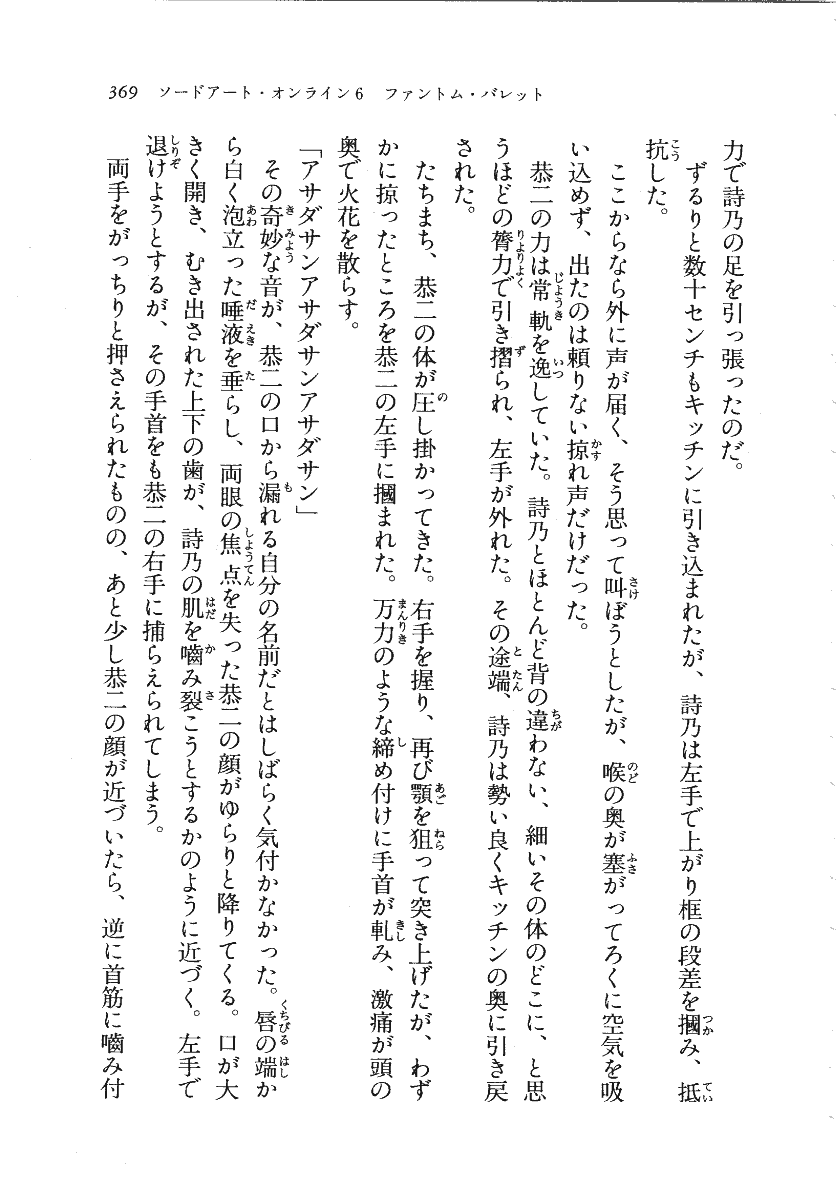 369 ソードアート・オンライン6 ファントム・バレット
力で詩乃の足を引っ張ったのだ。
ずるりと数十センチもキッチンに引き込まれたが、詩乃は左手で上がり框の段差を摑み、抵
抗した。
ここからなら外に声が届く、そう思って叫ぼうとしたが、喉の奥が塞がってろくに空気を吸
い込めず、出たのは頼りない掠れ声だけだった。
恭二の力は常軌を逸していた。詩乃とほとんど背の違わない、細いその体のどこに、と思
うほどの膂力で引き摺られ、左手が外れた。その途端、詩乃は勢い良くキッチンの奥に引き戻
された。
たちまち、恭二の体が圧し掛かってきた。右手を握り、再び顎を狙って突き上げたが、わず
かに掠ったところを恭二の左手に摑まれた。万力のような締め付けに手首が軋み、激痛が頭の
奥で火花を散らす。
「アサダサンアサダサンアサダサン」
その奇妙な音が、恭二の口から漏れる自分の名前だとはしばらく気付かなかった。唇の端か
ら白く泡立った唾液を垂らし、両眼の焦点を失った恭二の顔がゆらりと降りてくる。口が大
きく開き、むき出された上下の歯が、詩乃の肌を嚙み裂こうとするかのように近づく。左手で
退けようとするが、その手首をも恭二の右手に捕らえられてしまう。
両手をがっちりと押さえられたものの、あと少し恭二の顔が近づいたら、逆に首筋に嚙み付